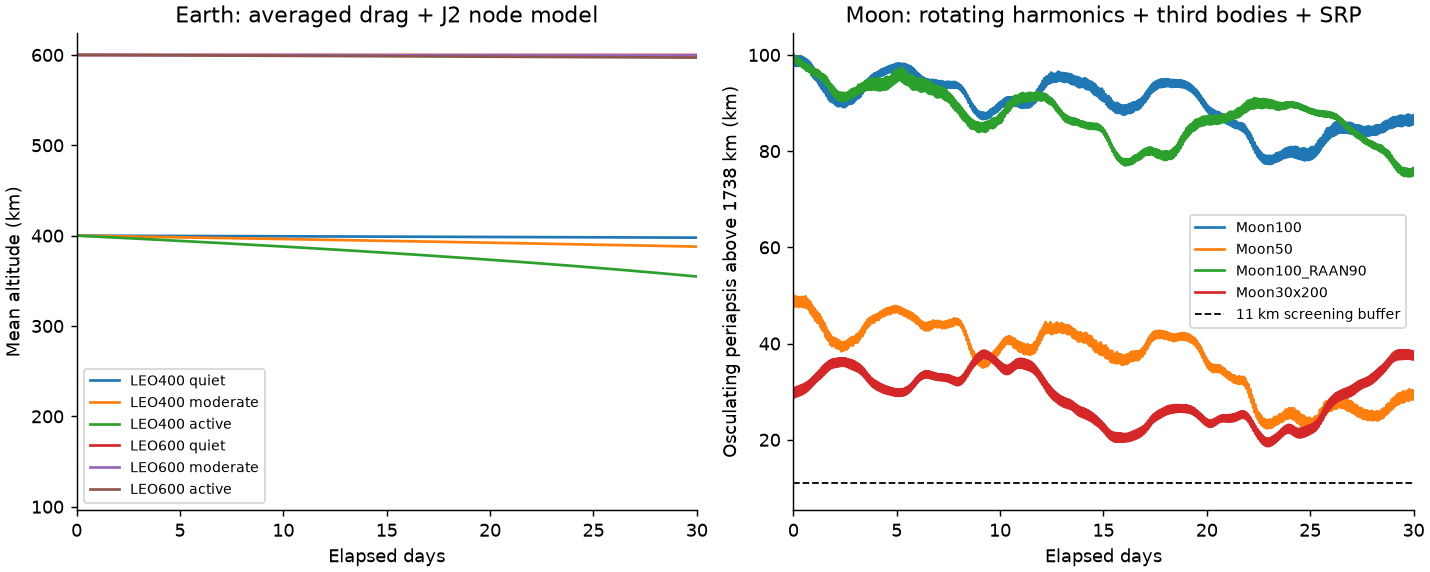 Earth: averaged drag + J2 node model
Mean altitude (km)
600
500
400
300
200
100
LEO400 quiet
LEO400 moderate
LEO400 active
LEO600 quiet
LEO600 moderate
LEO600 active
0 5 10 15 20 25 30
Elapsed days
Moon: rotating harmonics + third bodies + SRP
Osculating periapsis above 1738 km (km)
100
80
60
40
20
Moon100
Moon50
Moon100_RAAN90
Moon30x200
11 km screening buffer
0 5 10 15 20 25 30
Elapsed days